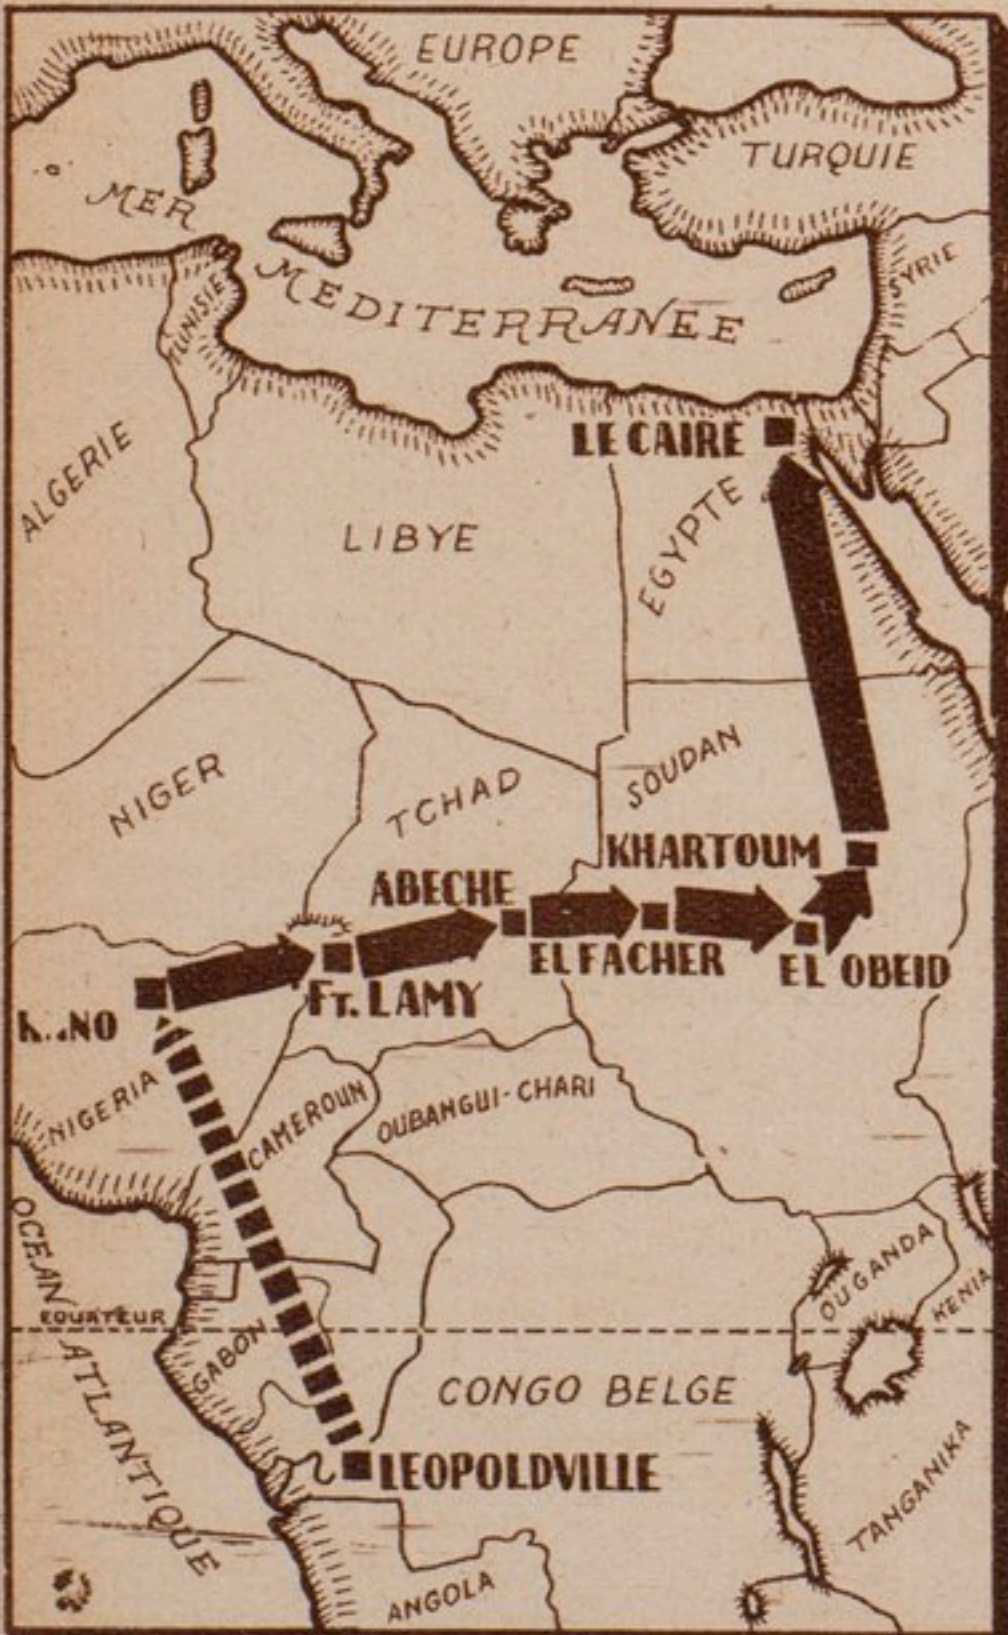 EUROPE
TURQUIE
MER
MEDITERRANÉE
SYRIE
TUNISIE
ALGERIE
LE CAIRE
LIBYE
EGYPTE
NIGER
TCHAD
SOUDAN
KHARTOUM
ABECHE
EL FACHER
EL OBEID
FT. LAMY
NIGERIA
CAMEROUN
OUBANGUI-CHARI
OCEAN ATLANTIQUE
EQUATEUR
OUGANDA
KENIA
GABON
CONGO BELGE
LEOPOLDVILLE
TANGANIKA
ANGOLA